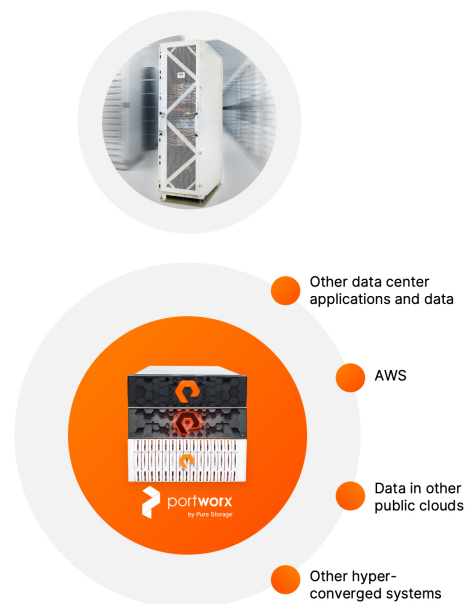 Other data center
applications and data
AWS
portworx
by Pure Storage
Data in other
public clouds
Other hyper-
converged systems